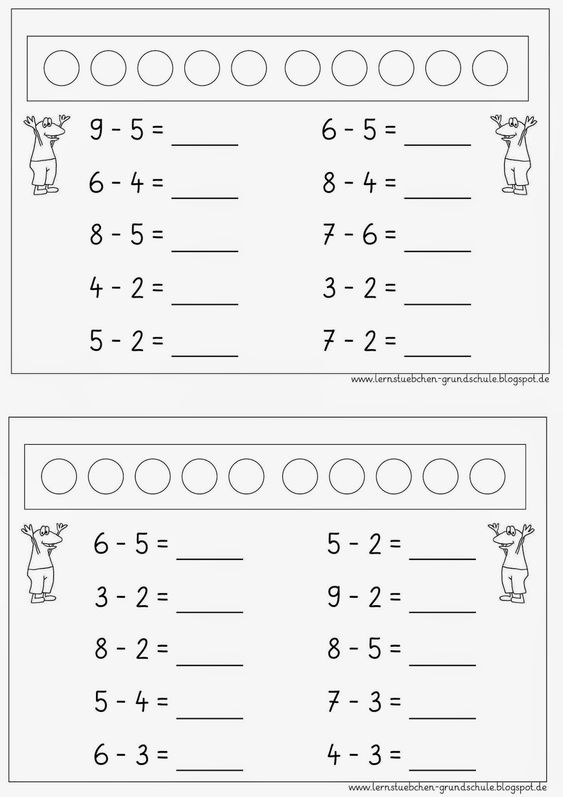 9 - 5 = ______ 6 - 5 = ______
6 - 4 = ______ 8 - 4 = ______
8 - 5 = ______ 7 - 6 = ______
4 - 2 = ______ 3 - 2 = ______
5 - 2 = ______ 7 - 2 = ______
www.lernstuebchen-grundschule.blogspot.de
6 - 5 = ______ 5 - 2 = ______
3 - 2 = ______ 9 - 2 = ______
8 - 2 = ______ 8 - 5 = ______
5 - 4 = ______ 7 - 3 = ______
6 - 3 = ______ 4 - 3 = ______
www.lernstuebchen-grundschule.blogspot.de